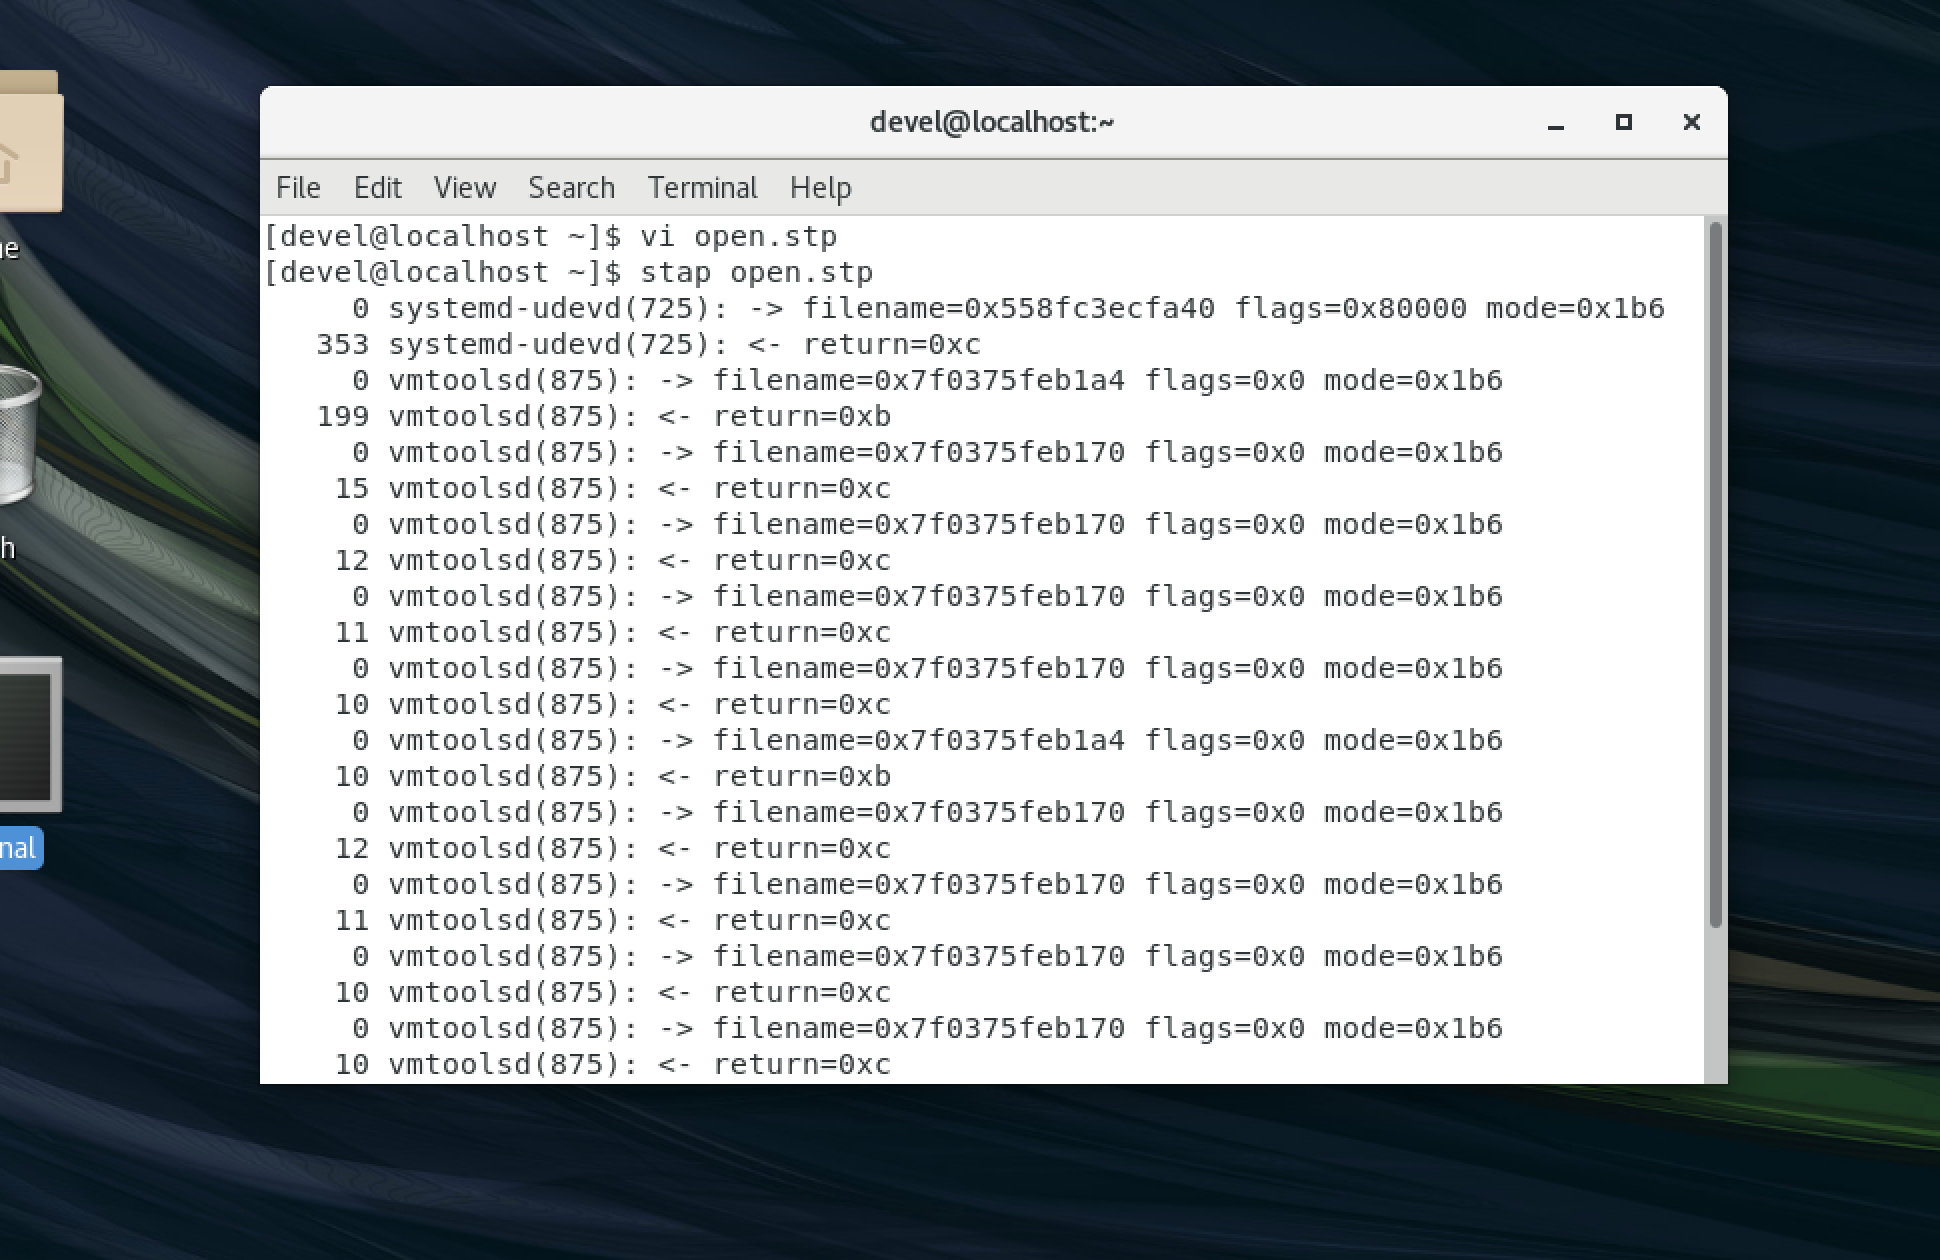 devel@localhost:~
File Edit View Search Terminal Help
[devel@localhost ~]$ vi open.stp
[devel@localhost ~]$ stap open.stp
     0 systemd-udevd(725): -> filename=0x558fc3ecfa40 flags=0x80000 mode=0x1b6
   353 systemd-udevd(725): <- return=0xc
     0 vmtoolsd(875): -> filename=0x7f0375feb1a4 flags=0x0 mode=0x1b6
   199 vmtoolsd(875): <- return=0xb
     0 vmtoolsd(875): -> filename=0x7f0375feb170 flags=0x0 mode=0x1b6
    15 vmtoolsd(875): <- return=0xc
     0 vmtoolsd(875): -> filename=0x7f0375feb170 flags=0x0 mode=0x1b6
    12 vmtoolsd(875): <- return=0xc
     0 vmtoolsd(875): -> filename=0x7f0375feb170 flags=0x0 mode=0x1b6
    11 vmtoolsd(875): <- return=0xc
     0 vmtoolsd(875): -> filename=0x7f0375feb170 flags=0x0 mode=0x1b6
    10 vmtoolsd(875): <- return=0xc
     0 vmtoolsd(875): -> filename=0x7f0375feb1a4 flags=0x0 mode=0x1b6
    10 vmtoolsd(875): <- return=0xb
     0 vmtoolsd(875): -> filename=0x7f0375feb170 flags=0x0 mode=0x1b6
    12 vmtoolsd(875): <- return=0xc
     0 vmtoolsd(875): -> filename=0x7f0375feb170 flags=0x0 mode=0x1b6
    11 vmtoolsd(875): <- return=0xc
     0 vmtoolsd(875): -> filename=0x7f0375feb170 flags=0x0 mode=0x1b6
    10 vmtoolsd(875): <- return=0xc
     0 vmtoolsd(875): -> filename=0x7f0375feb170 flags=0x0 mode=0x1b6
    10 vmtoolsd(875): <- return=0xc